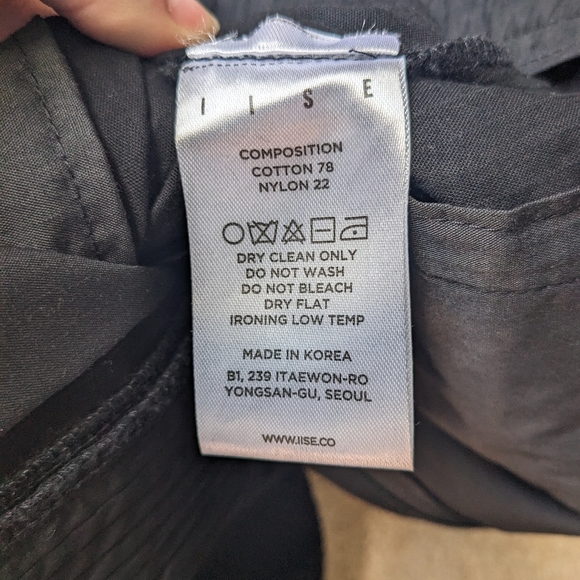 IISE
COMPOSITION
COTTON 78
NYLON 22
DRY CLEAN ONLY
DO NOT WASH
DO NOT BLEACH
DRY FLAT
IRONING LOW TEMP
MADE IN KOREA
B1, 239 ITAEWON-RO
YONGSAN-GU, SEOUL
WWW.IISE.CO